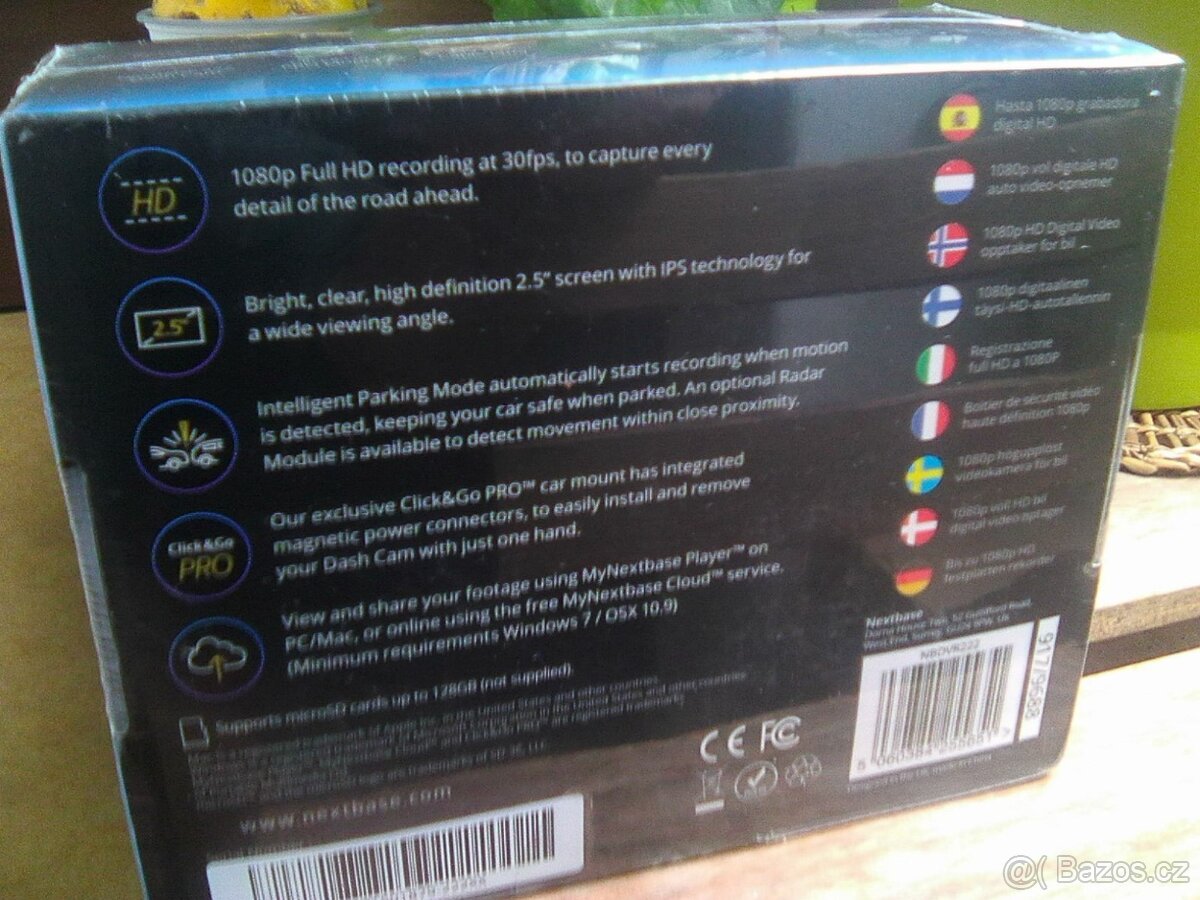 HD
1080p Full HD recording at 30fps, to capture every
detail of the road ahead.
2.5"
Bright, clear, high definition 2.5" screen with IPS technology for
a wide viewing angle.
Intelligent Parking Mode automatically starts recording when motion
is detected, keeping your car safe when parked. An optional Radar
Module is available to detect movement within close proximity.
Click&Go
PRO
Our exclusive Click&Go PRO™ car mount has integrated
magnetic power connectors, to easily install and remove
your Dash Cam with just one hand.
View and share your footage using MyNextbase Player™ on
PC/Mac, or online using the free MyNextbase Cloud™ service.
(Minimum requirements Windows 7 / OSX 10.9)
Supports microSD cards up to 128GB (not supplied).
www.nextbase.com
Hasta 1080p grabadora
digital HD
1080p vol digitale HD
auto video-opnemer
1080p HD Digital Video
opptaker for bil
1080p digitaalinen
täysi-HD-autotallennin
Registrazione
full HD a 1080P
Boitier de sécurité vidéo
haute définition 1080p
1080p högupplöst
videokamera för bil
1080p volt HD bil
digital video-optager
Bis zu 1080p HD
festplatten rekorder
Nextbase
NBDVR222
917/9688
CE FC
@( Bazos.cz